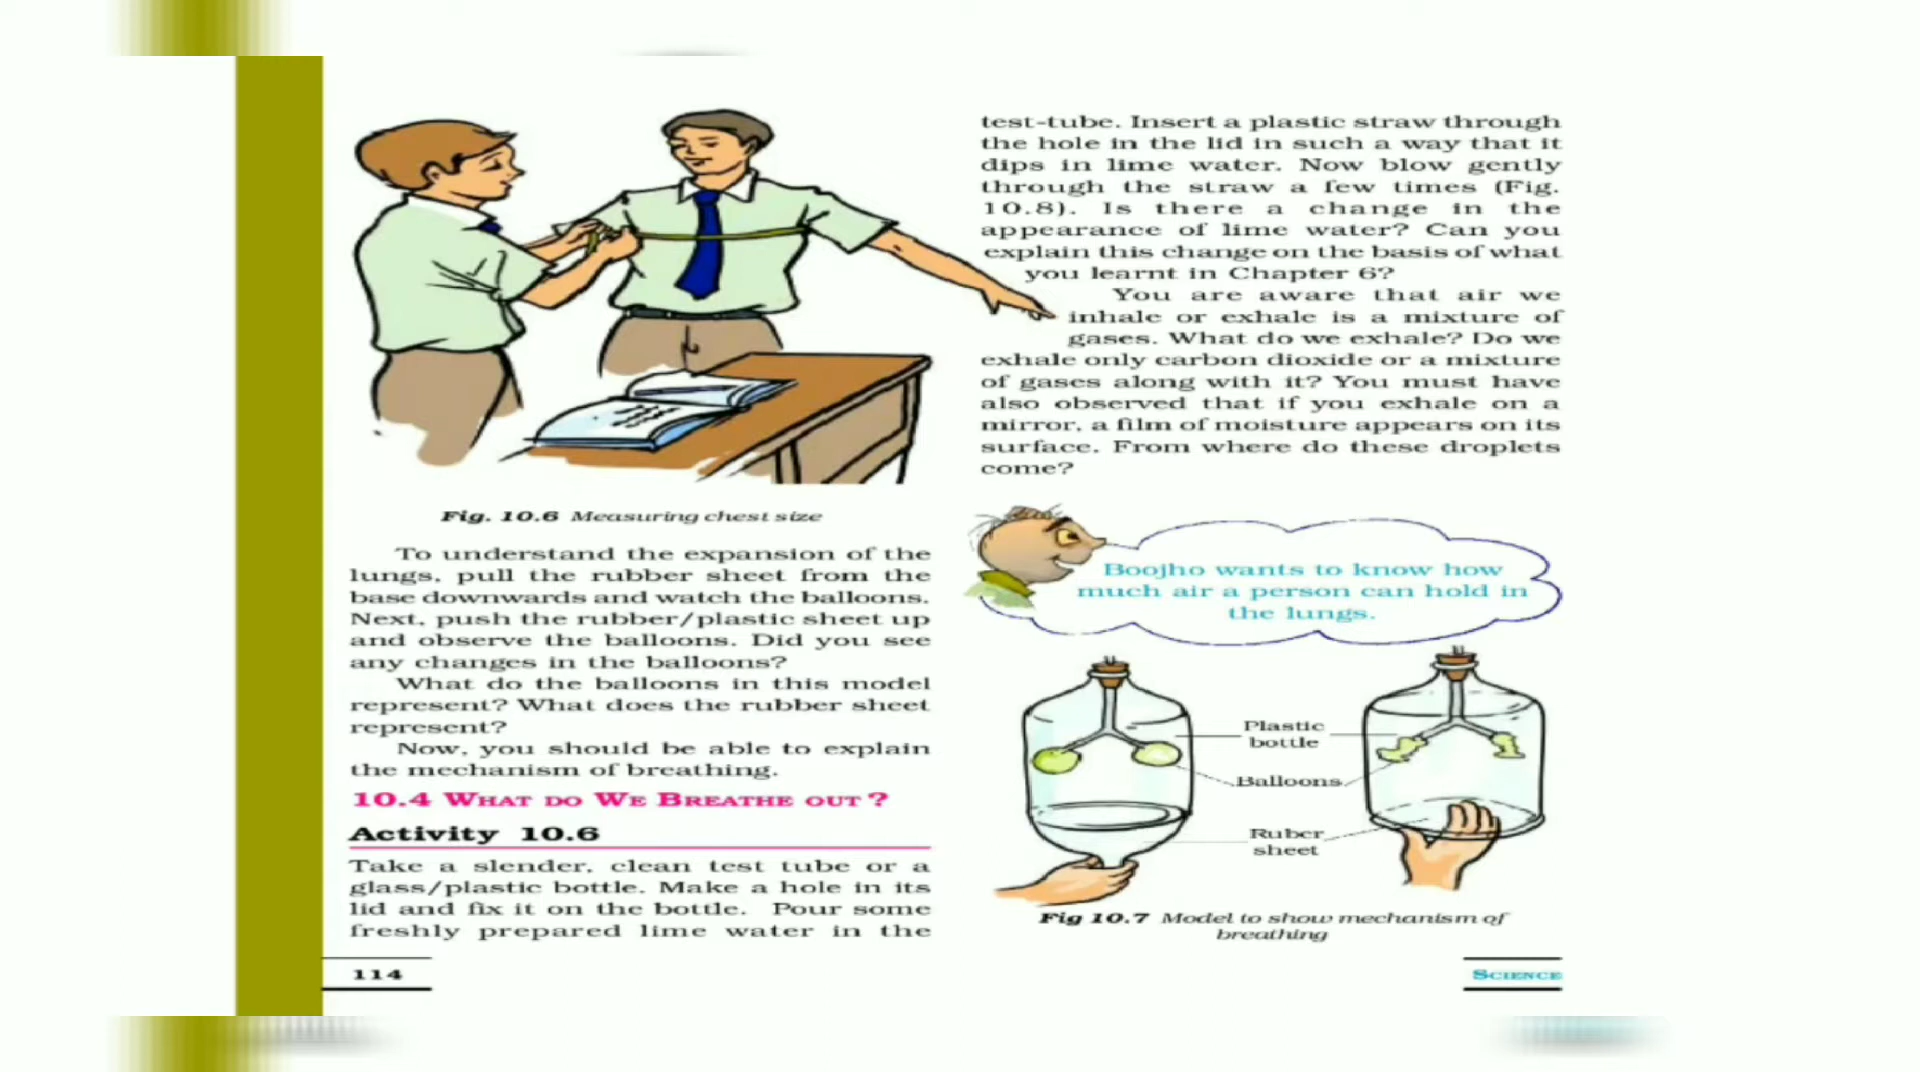 Fig. 10.6 Measuring chest size
To understand the expansion of the
lungs, pull the rubber sheet from the
base downwards and watch the balloons.
Next, push the rubber/plastic sheet up
and observe the balloons. Did you see
any changes in the balloons?
What do the balloons in this model
represent? What does the rubber sheet
represent?
Now, you should be able to explain
the mechanism of breathing.
10.4 WHAT DO WE BREATHE OUT?
Activity 10.6
Take a slender, clean test tube or a
glass/plastic bottle. Make a hole in its
lid and fix it on the bottle. Pour some
freshly prepared lime water in the
test-tube. Insert a plastic straw through
the hole in the lid in such a way that it
dips in lime water. Now blow gently
through the straw a few times (Fig.
10.8). Is there a change in the
appearance of lime water? Can you
explain this change on the basis of what
you learnt in Chapter 6?
You are aware that air we
inhale or exhale is a mixture of
gases. What do we exhale? Do we
exhale only carbon dioxide or a mixture
of gases along with it? You must have
also observed that if you exhale on a
mirror, a film of moisture appears on its
surface. From where do these droplets
come?
Boojho wants to know how
much air a person can hold in
the lungs.
Plastic
bottle
Balloons
Ruber
sheet
Fig 10.7 Model to show mechanism of
breathing
114
SCIENCE